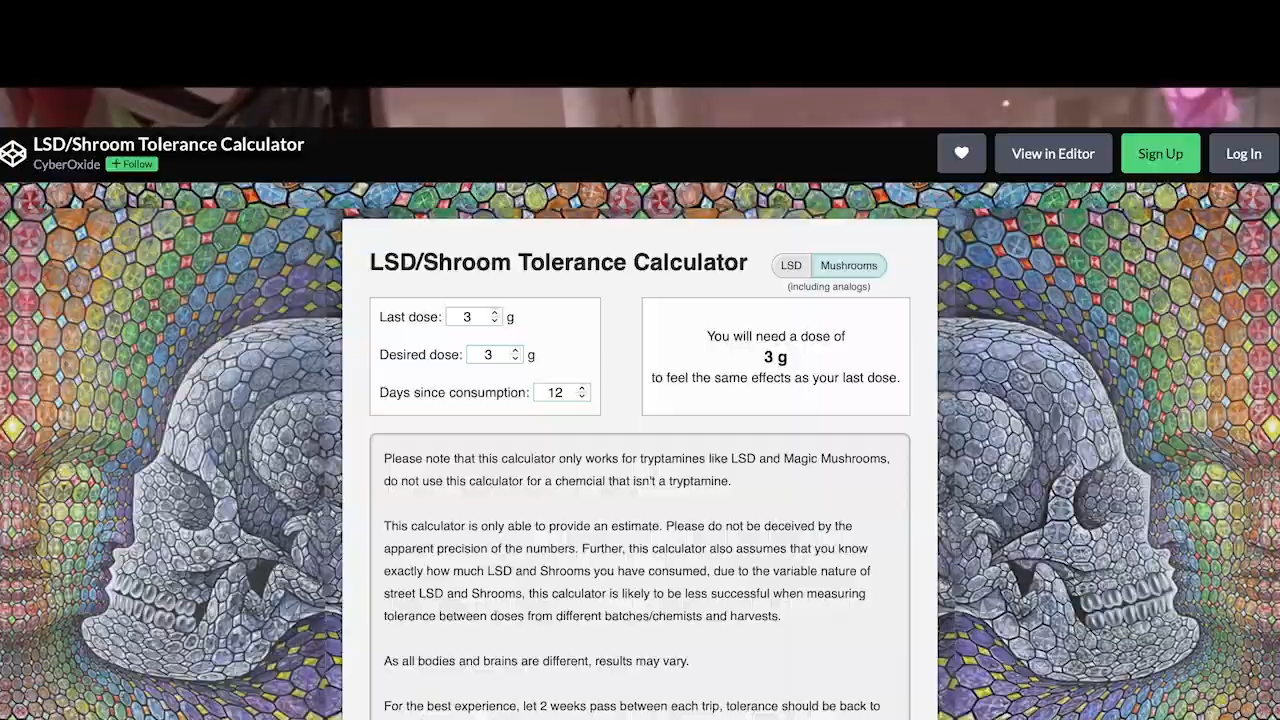 LSD/Shroom Tolerance Calculator
CyberOxide + Follow
View in Editor
Sign Up
Log In
LSD/Shroom Tolerance Calculator
LSD Mushrooms
(including analogs)
Last dose: 3 g
Desired dose: 3 g
Days since consumption: 12
You will need a dose of
3 g
to feel the same effects as your last dose.
Please note that this calculator only works for tryptamines like LSD and Magic Mushrooms,
do not use this calculator for a chemcial that isn't a tryptamine.
This calculator is only able to provide an estimate. Please do not be deceived by the
apparent precision of the numbers. Further, this calculator also assumes that you know
exactly how much LSD and Shrooms you have consumed, due to the variable nature of
street LSD and Shrooms, this calculator is likely to be less successful when measuring
tolerance between doses from different batches/chemists and harvests.
As all bodies and brains are different, results may vary.
For the best experience, let 2 weeks pass between each trip, tolerance should be back to